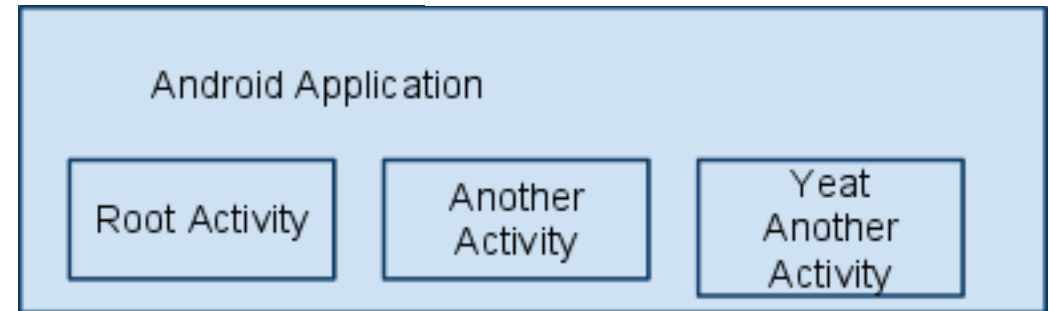 Android Application
Root Activity
Another
Activity
Yeat
Another
Activity